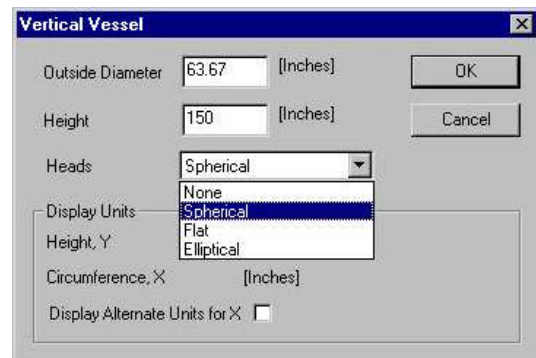 Vertical Vessel
Outside Diameter 63.67 [Inches] OK
Height 150 [Inches] Cancel
Heads Spherical
None
Spherical
Flat
Elliptical
Display Units
Height, Y
Circumference, X [Inches]
Display Alternate Units for X